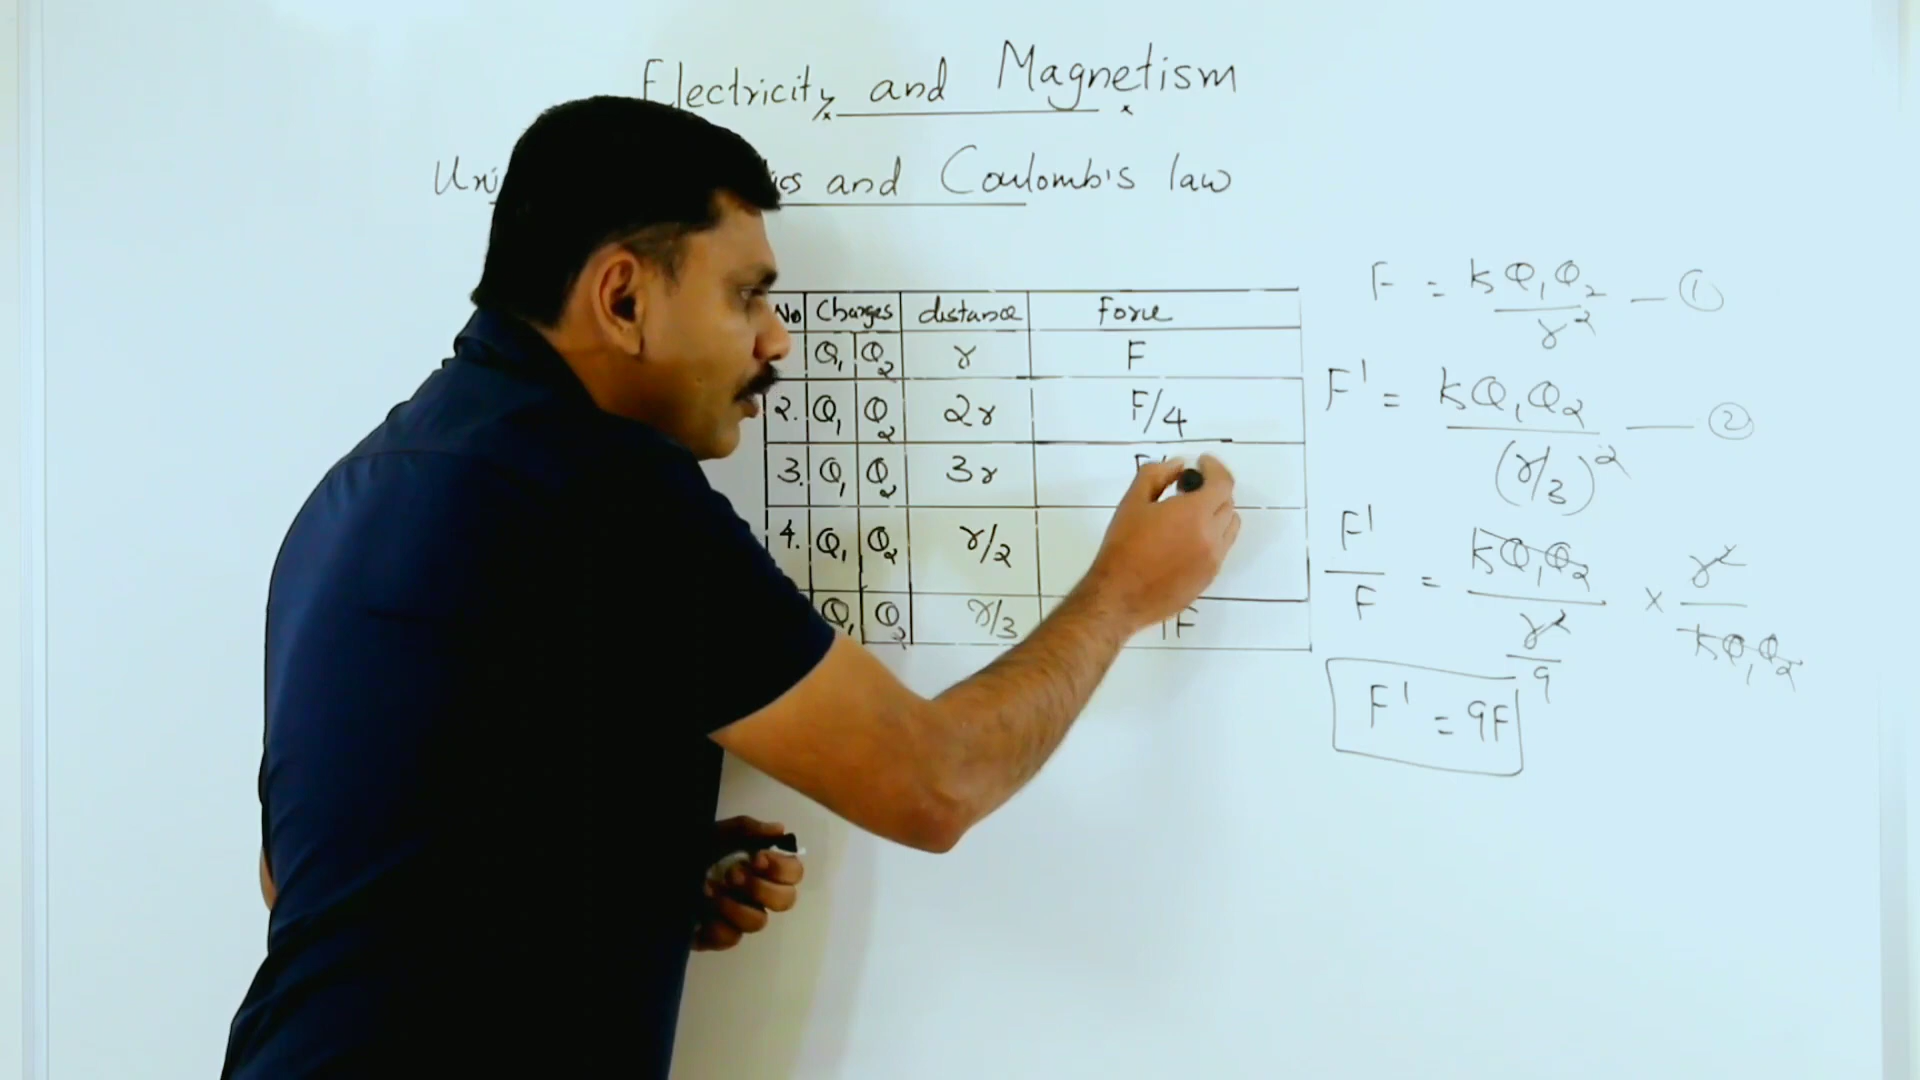 Electricity and Magnetism
and Coulomb's law
No Charges distance Force
Q₁ Q₂ r F
2. Q₁ Q₂ 2r F/4
3. Q₁ Q₂ 3r
4. Q₁ Q₂ r/2
Q₁ Q₂ r/3
F = kQ₁Q₂/r² — ①
F' = kQ₁Q₂/(r/3)² — ②
F'/F = kQ₁Q₂/(r²/9) × r²/kQ₁Q₂
F' = 9F